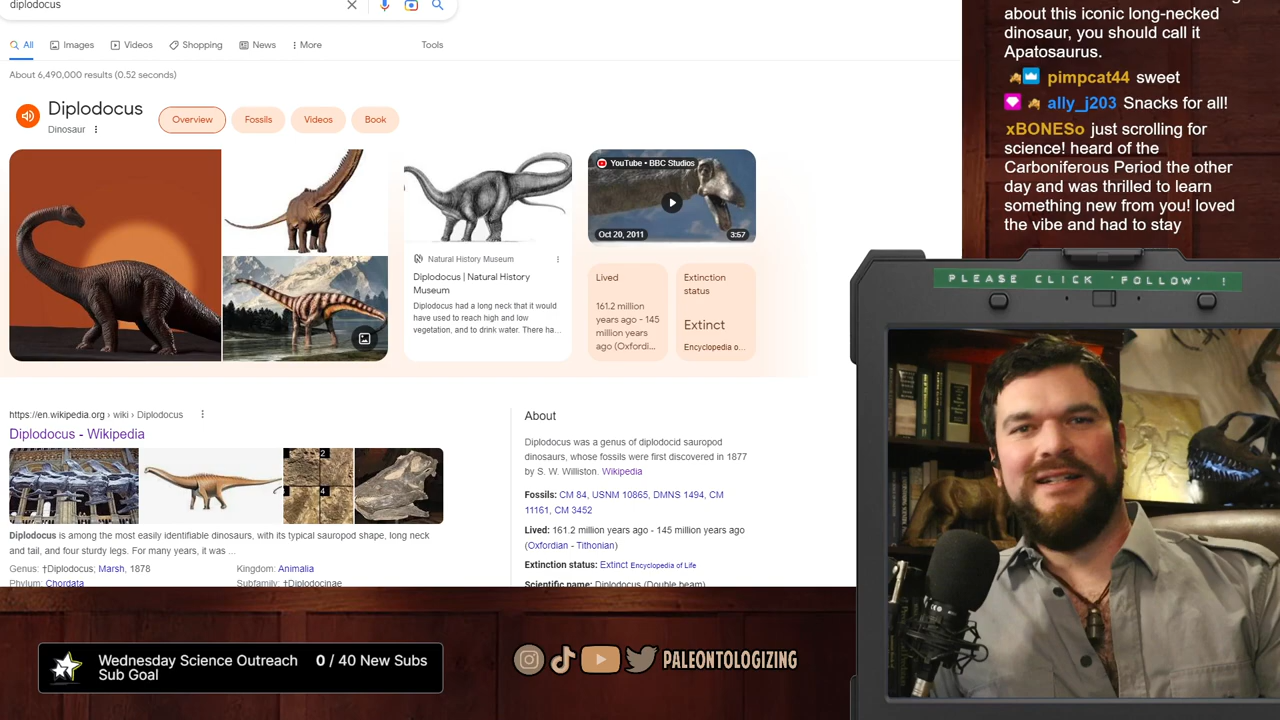 diplodocus
All Images Videos Shopping News More Tools
About 6,490,000 results (0.52 seconds)
Diplodocus
Dinosaur
Overview Fossils Videos Book
YouTube • BBC Studios
Oct 20, 2011 3:57
Natural History Museum
Diplodocus | Natural History
Museum
Diplodocus had a long neck that it would
have used to reach high and low
vegetation, and to drink water. There ha...
Lived
161.2 million
years ago - 145
million years
ago (Oxfordi...
Extinction
status
Extinct
Encyclopedia o...
https://en.wikipedia.org › wiki › Diplodocus
Diplodocus - Wikipedia
2
4
Diplodocus is among the most easily identifiable dinosaurs, with its typical sauropod shape, long neck
and tail, and four sturdy legs. For many years, it was ...
Genus: †Diplodocus; Marsh, 1878 Kingdom: Animalia
Phylum: Chordata Subfamily: †Diplodocinae
About
Diplodocus was a genus of diplodocid sauropod
dinosaurs, whose fossils were first discovered in 1877
by S. W. Williston. Wikipedia
Fossils: CM 84, USNM 10865, DMNS 1494, CM
11161, CM 3452
Lived: 161.2 million years ago - 145 million years ago
(Oxfordian - Tithonian)
Extinction status: Extinct Encyclopedia of Life
Scientific name: Diplodocus (Double beam)
about this iconic long-necked
dinosaur, you should call it
Apatosaurus.
pimpcat44 sweet
ally_j203 Snacks for all!
xBONESo just scrolling for
science! heard of the
Carboniferous Period the other
day and was thrilled to learn
something new from you! loved
the vibe and had to stay
PLEASE CLICK 'FOLLOW' !
Wednesday Science Outreach 0 / 40 New Subs
Sub Goal
PALEONTOLOGIZING